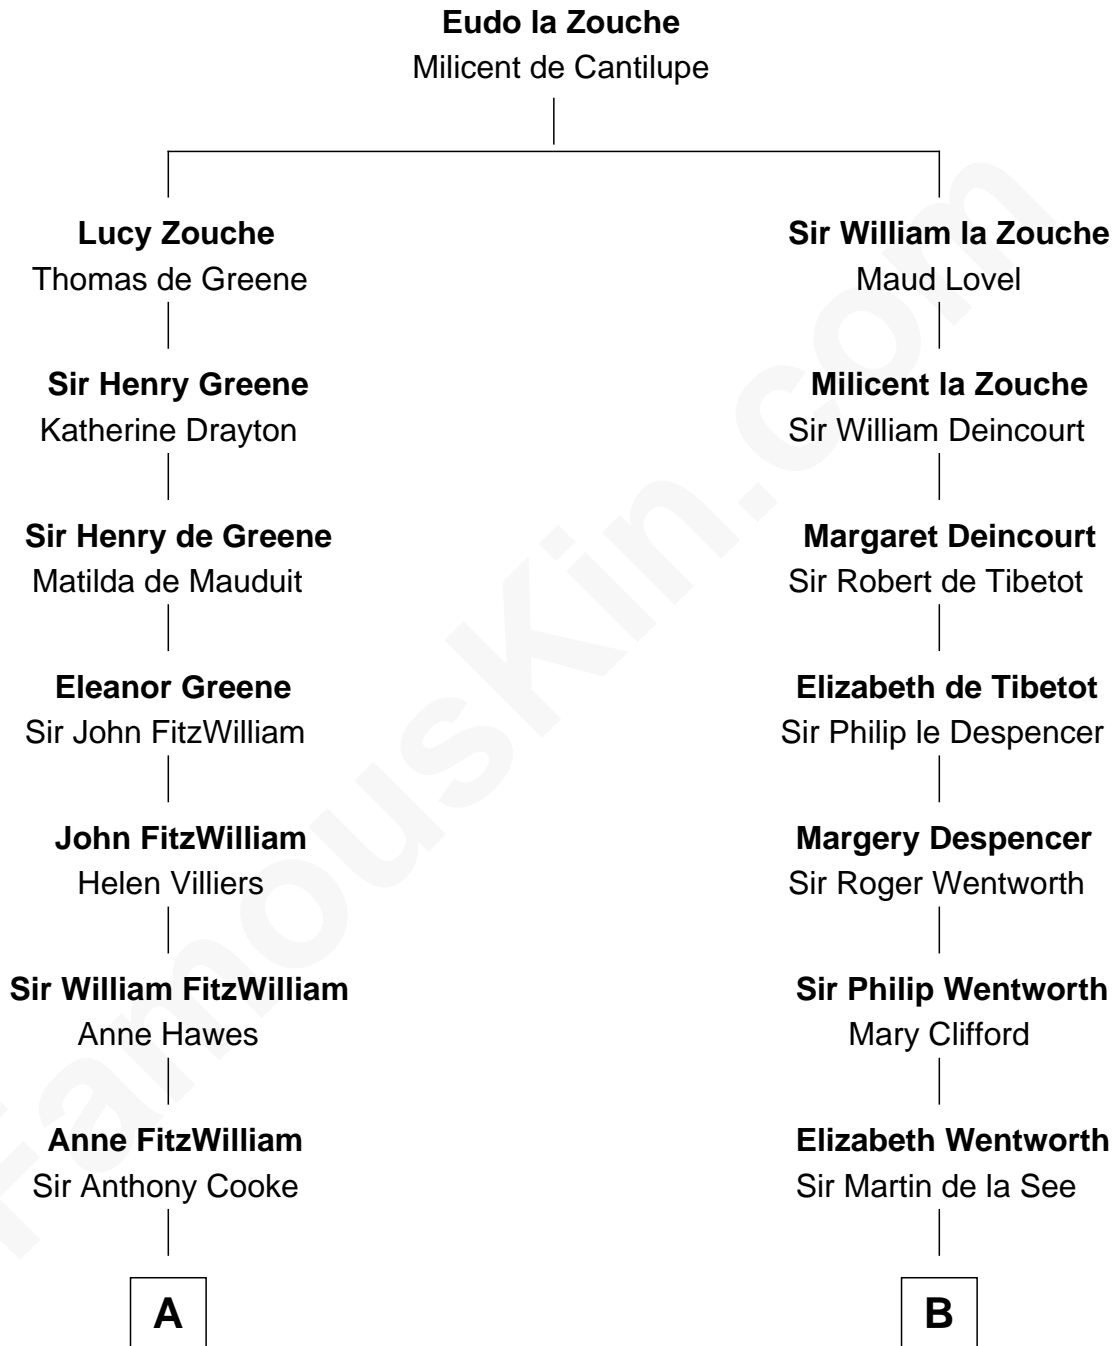 Eudo la Zouche
Milicent de Cantilupe
Lucy Zouche
Thomas de Greene
Sir William la Zouche
Maud Lovel
Sir Henry Greene
Katherine Drayton
Milicent la Zouche
Sir William Deincourt
Sir Henry de Greene
Matilda de Mauduit
Margaret Deincourt
Sir Robert de Tibetot
Eleanor Greene
Sir John FitzWilliam
Elizabeth de Tibetot
Sir Philip le Despencer
John FitzWilliam
Helen Villiers
Margery Despencer
Sir Roger Wentworth
Sir William FitzWilliam
Anne Hawes
Sir Philip Wentworth
Mary Clifford
Anne FitzWilliam
Sir Anthony Cooke
Elizabeth Wentworth
Sir Martin de la See
A
B
FamousKin.com